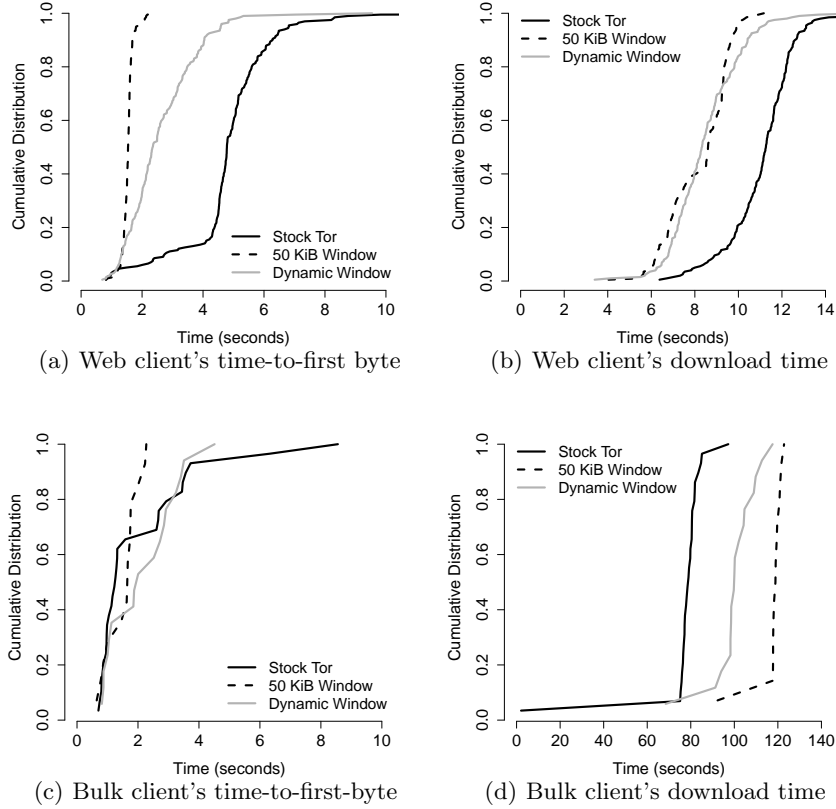 Cumulative Distribution
1.0
0.8
0.6
0.4
0.2
0.0
Stock Tor
50 KiB Window
Dynamic Window
0 2 4 6 8 10
Time (seconds)
(a) Web client's time-to-first byte
Cumulative Distribution
1.0
0.8
0.6
0.4
0.2
0.0
Stock Tor
50 KiB Window
Dynamic Window
0 2 4 6 8 10 12 14
Time (seconds)
(b) Web client's download time
Cumulative Distribution
1.0
0.8
0.6
0.4
0.2
0.0
Stock Tor
50 KiB Window
Dynamic Window
0 2 4 6 8 10
Time (seconds)
(c) Bulk client's time-to-first-byte
Cumulative Distribution
1.0
0.8
0.6
0.4
0.2
0.0
Stock Tor
50 KiB Window
Dynamic Window
0 20 40 60 80 100 120 140
Time (seconds)
(d) Bulk client's download time